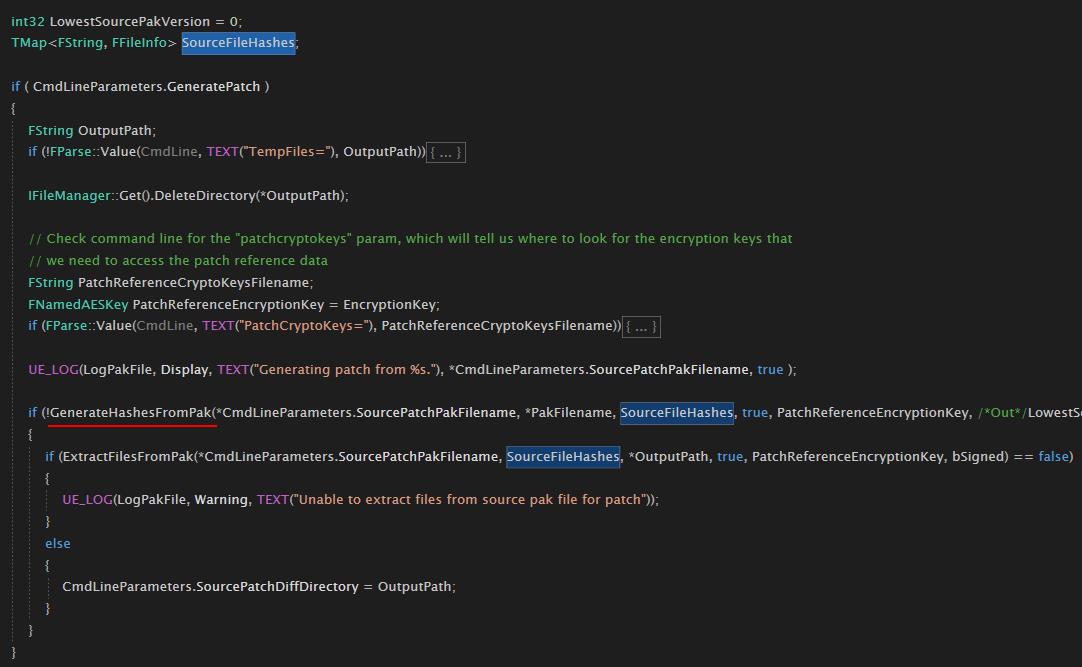 int32 LowestSourcePakVersion = 0;
TMap<FString, FFileInfo> SourceFileHashes;
if ( CmdLineParameters.GeneratePatch )
{
FString OutputPath;
if (!FParse::Value(CmdLine, TEXT("TempFiles="), OutputPath)){ ... }
IFileManager::Get().DeleteDirectory(*OutputPath);
// Check command line for the "patchcryptokeys" param, which will tell us where to look for the encryption keys that
// we need to access the patch reference data
FString PatchReferenceCryptoKeysFilename;
FNamedAESKey PatchReferenceEncryptionKey = EncryptionKey;
if (FParse::Value(CmdLine, TEXT("PatchCryptoKeys="), PatchReferenceCryptoKeysFilename)){ ... }
UE_LOG(LogPakFile, Display, TEXT("Generating patch from %s."), *CmdLineParameters.SourcePatchPakFilename, true );
if (!GenerateHashesFromPak(*CmdLineParameters.SourcePatchPakFilename, *PakFilename, SourceFileHashes, true, PatchReferenceEncryptionKey, /*Out*/LowestS
{
if (ExtractFilesFromPak(*CmdLineParameters.SourcePatchPakFilename, SourceFileHashes, *OutputPath, true, PatchReferenceEncryptionKey, bSigned) == false)
{
UE_LOG(LogPakFile, Warning, TEXT("Unable to extract files from source pak file for patch"));
}
else
{
CmdLineParameters.SourcePatchDiffDirectory = OutputPath;
}
}
}